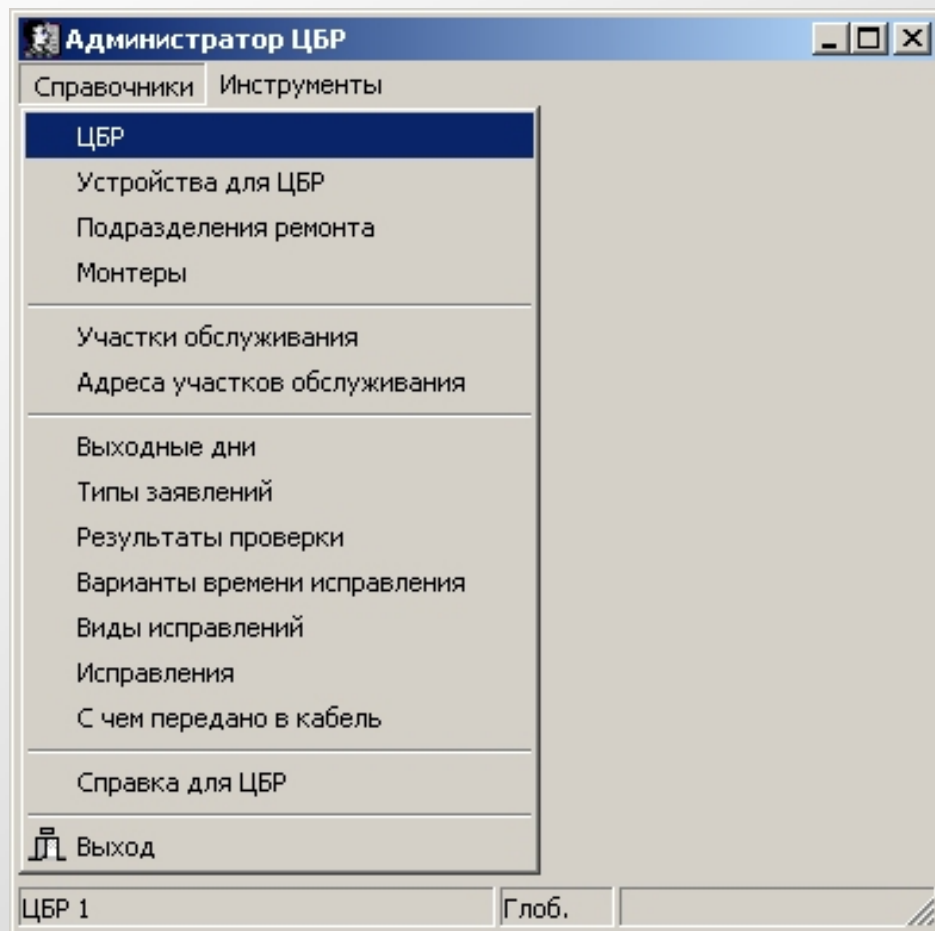 Администратор ЦБР
Справочники Инструменты
ЦБР
Устройства для ЦБР
Подразделения ремонта
Монтеры
Участки обслуживания
Адреса участков обслуживания
Выходные дни
Типы заявлений
Результаты проверки
Варианты времени исправления
Виды исправлений
Исправления
С чем передано в кабель
Справка для ЦБР
Выход
ЦБР 1 Глоб.